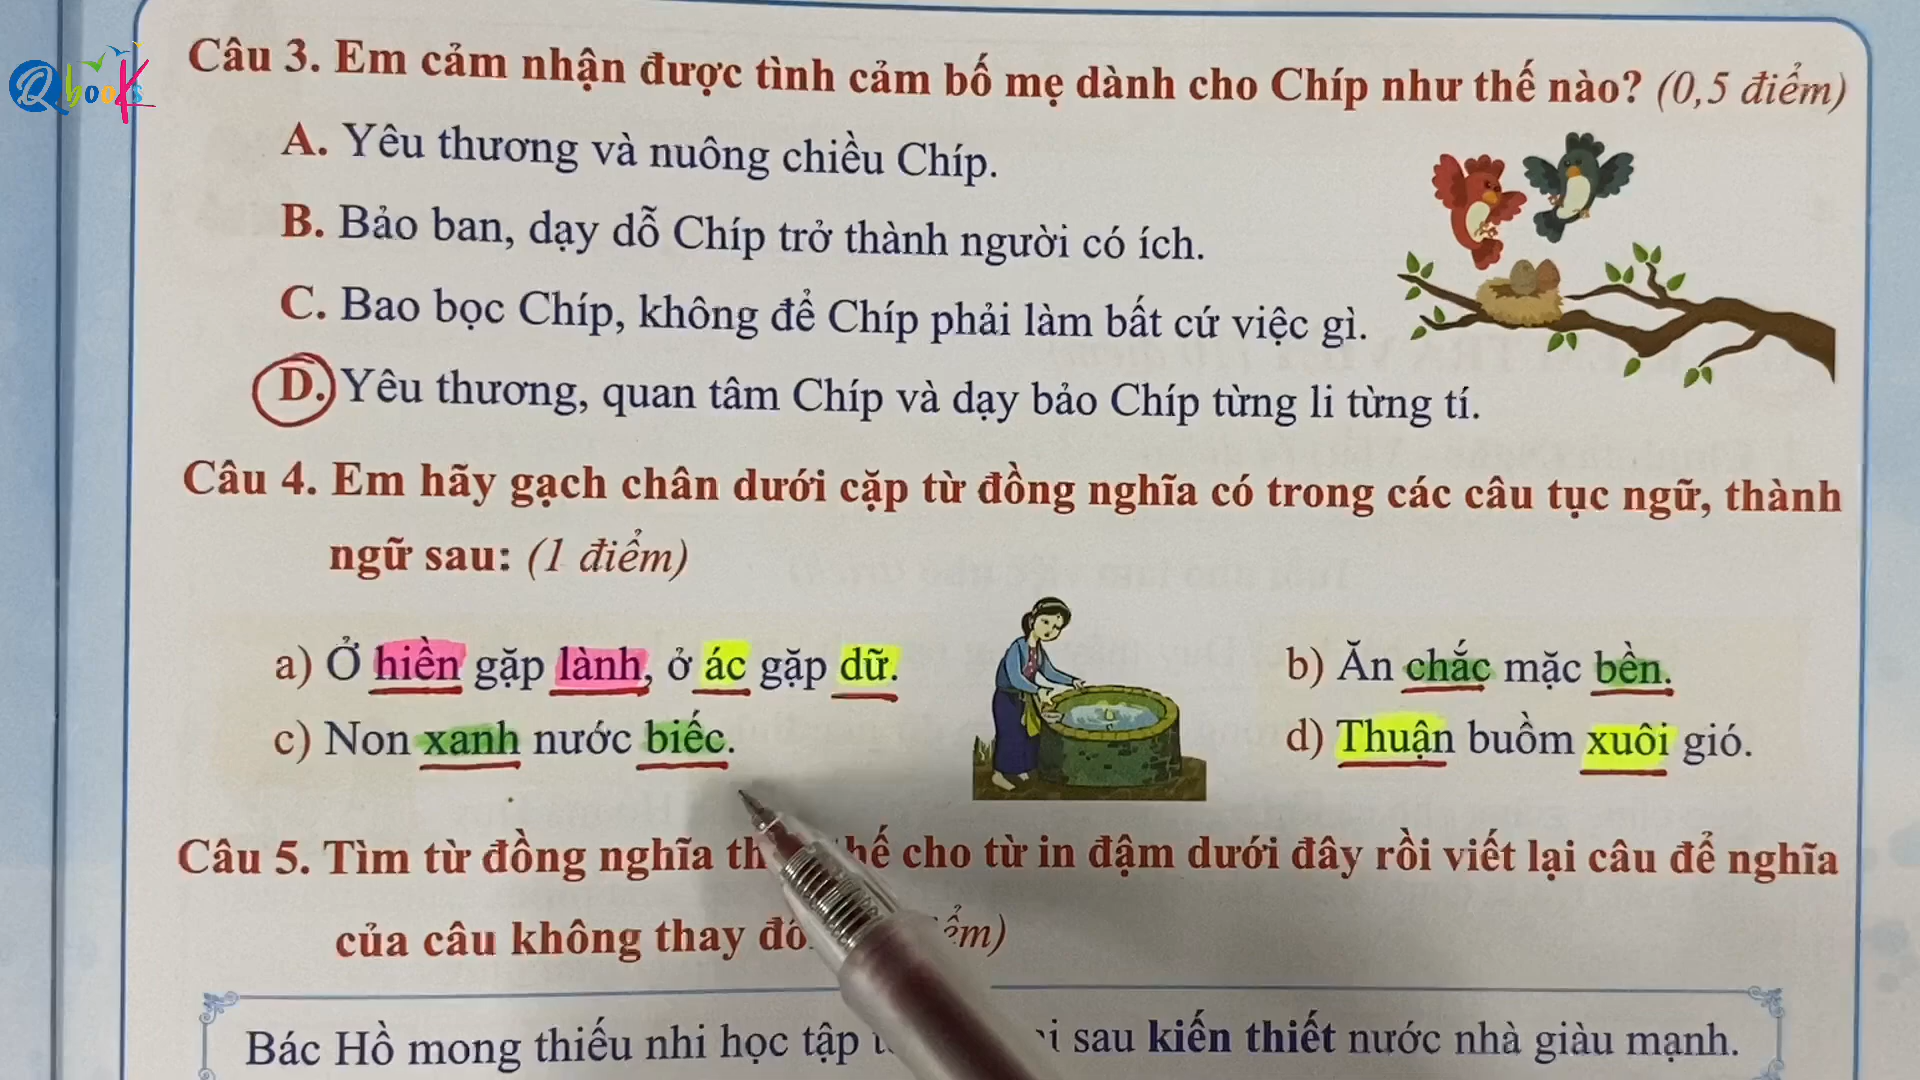 Qbooks
Câu 3. Em cảm nhận được tình cảm bố mẹ dành cho Chíp như thế nào? (0,5 điểm)
A. Yêu thương và nuông chiều Chíp.
B. Bảo ban, dạy dỗ Chíp trở thành người có ích.
C. Bao bọc Chíp, không để Chíp phải làm bất cứ việc gì.
D. Yêu thương, quan tâm Chíp và dạy bảo Chíp từng li từng tí.
Câu 4. Em hãy gạch chân dưới cặp từ đồng nghĩa có trong các câu tục ngữ, thành
ngữ sau: (1 điểm)
a) Ở hiền gặp lành, ở ác gặp dữ.
b) Ăn chắc mặc bền.
c) Non xanh nước biếc.
d) Thuận buồm xuôi gió.
Câu 5. Tìm từ đồng nghĩa cho từ in đậm dưới đây rồi viết lại câu để nghĩa
của câu không thay
Bác Hồ mong thiếu nhi học tập sau kiến thiết nước nhà giàu mạnh.